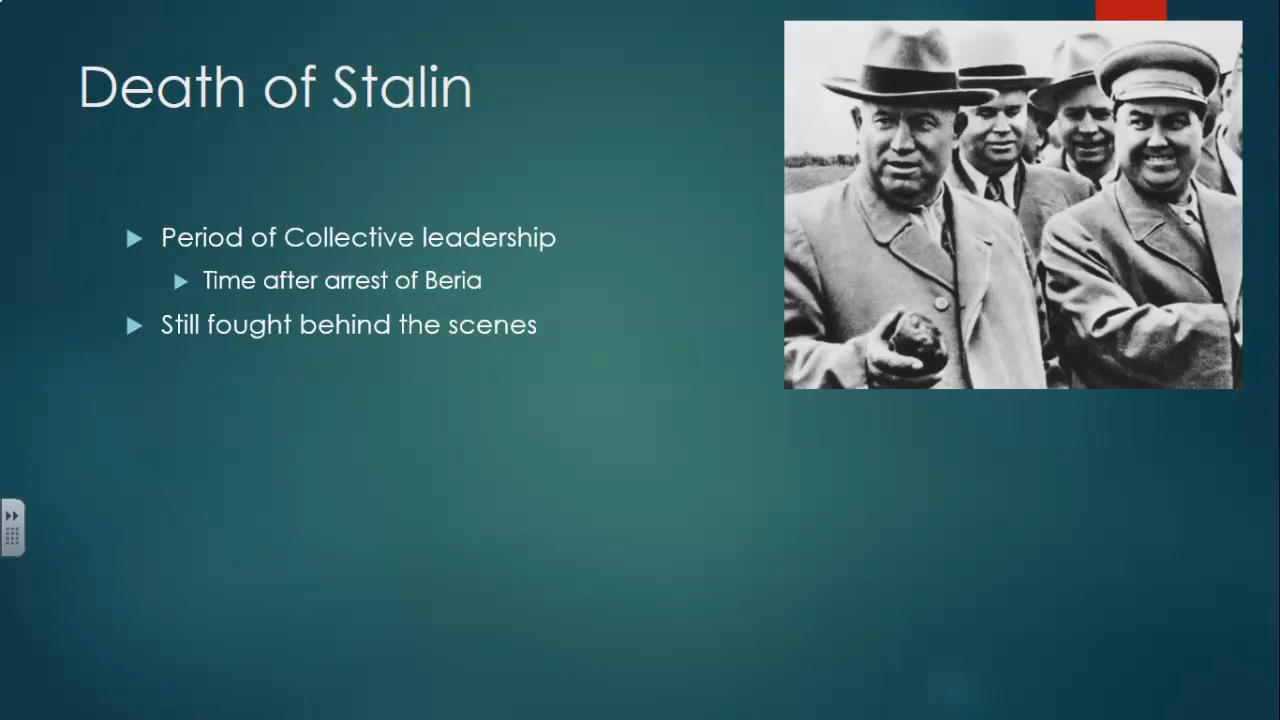 Death of Stalin
Period of Collective leadership
Time after arrest of Beria
Still fought behind the scenes